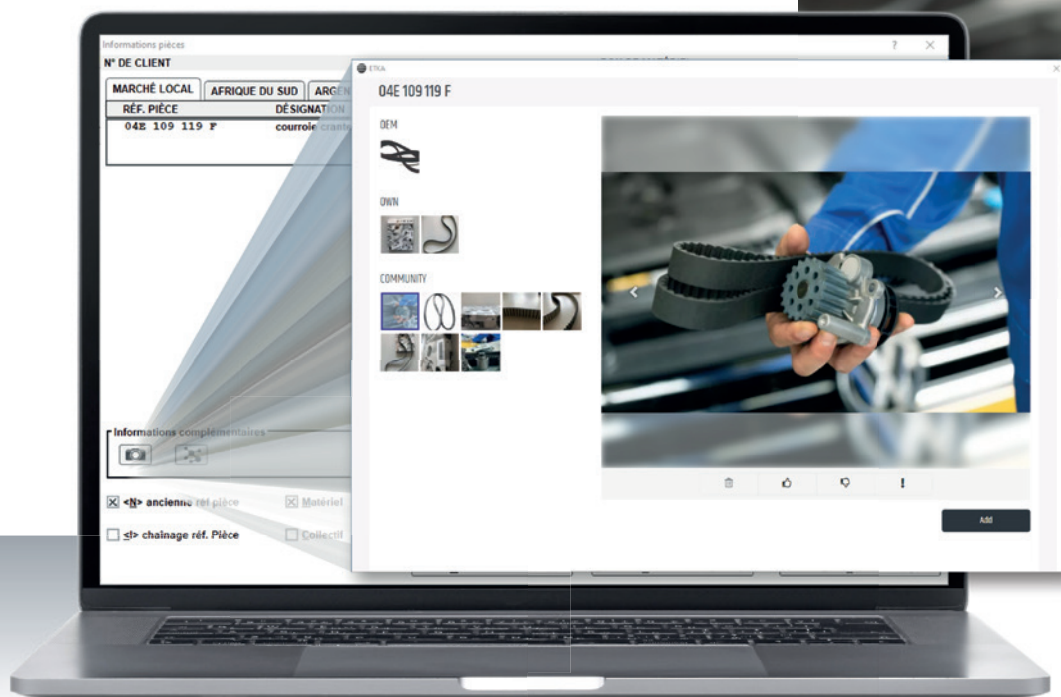 Informations pièces
N° DE CLIENT
MARCHÉ LOCAL
AFRIQUE DU SUD
RÉF. PIÈCE
DÉSIGNATION
04E 109 119 F
courroie
Informations complémentaires
<N> ancienne réf pièce
Matériel
<I> chaînage réf. Pièce
Collectif
ETKA
04E 109 119 F
OEM
OWN
COMMUNITY
Add